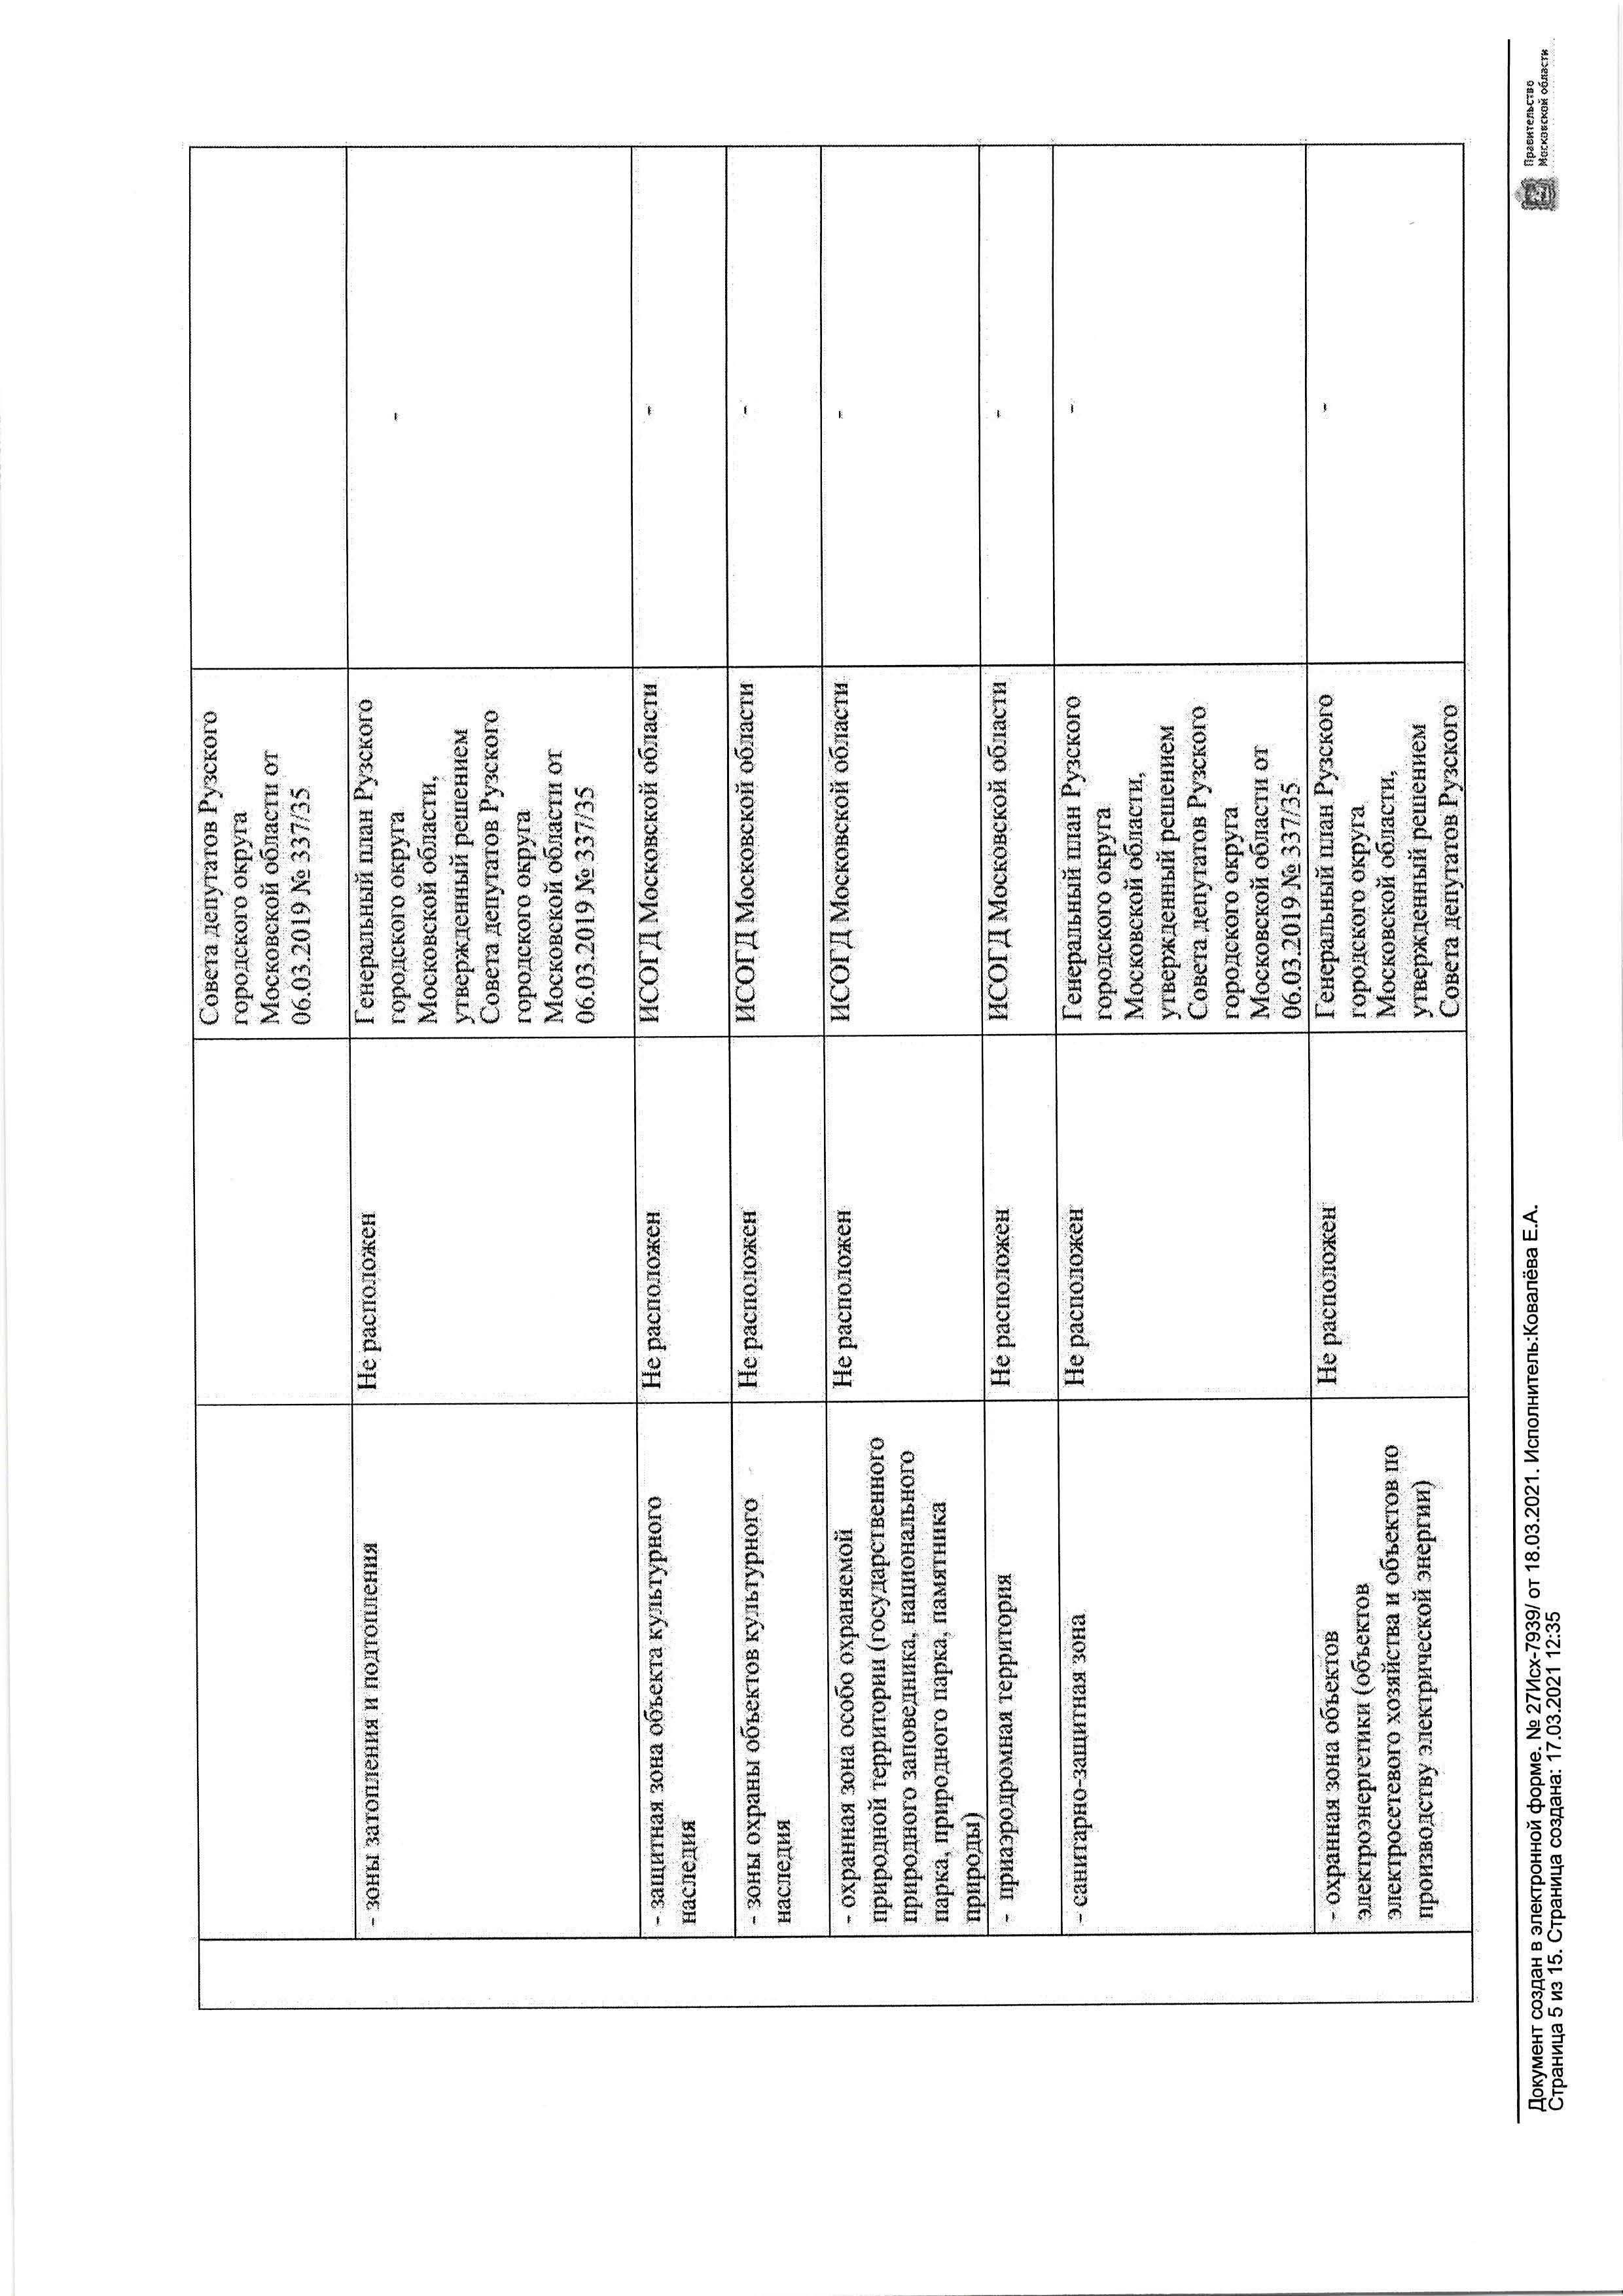 Совета депутатов Рузского
городского округа
Московской области от
06.03.2019 № 337/35
- зоны затопления и подтопления
Не расположен
Генеральный план Рузского
городского округа
Московской области,
утвержденный решением
Совета депутатов Рузского
городского округа
Московской области от
06.03.2019 № 337/35
-
- защитная зона объекта культурного
наследия
Не расположен
ИСОГД Московской области
-
- зоны охраны объектов культурного
наследия
Не расположен
ИСОГД Московской области
-
- охранная зона особо охраняемой
природной территории (государственного
природного заповедника, национального
парка, природного парка, памятника
природы)
Не расположен
ИСОГД Московской области
-
- приаэродромная территория
Не расположен
ИСОГД Московской области
-
- санитарно-защитная зона
Не расположен
Генеральный план Рузского
городского округа
Московской области,
утвержденный решением
Совета депутатов Рузского
городского округа
Московской области от
06.03.2019 № 337/35
-
- охранная зона объектов
электроэнергетики (объектов
электросетевого хозяйства и объектов по
производству электрической энергии)
Не расположен
Генеральный план Рузского
городского округа
Московской области,
утвержденный решением
Совета депутатов Рузского
-
Документ создан в электронной форме. № 27Исх-7939/ от 18.03.2021. Исполнитель:Ковалёва Е.А.
Страница 5 из 15. Страница создана: 17.03.2021 12:35
Правительство
Московской области